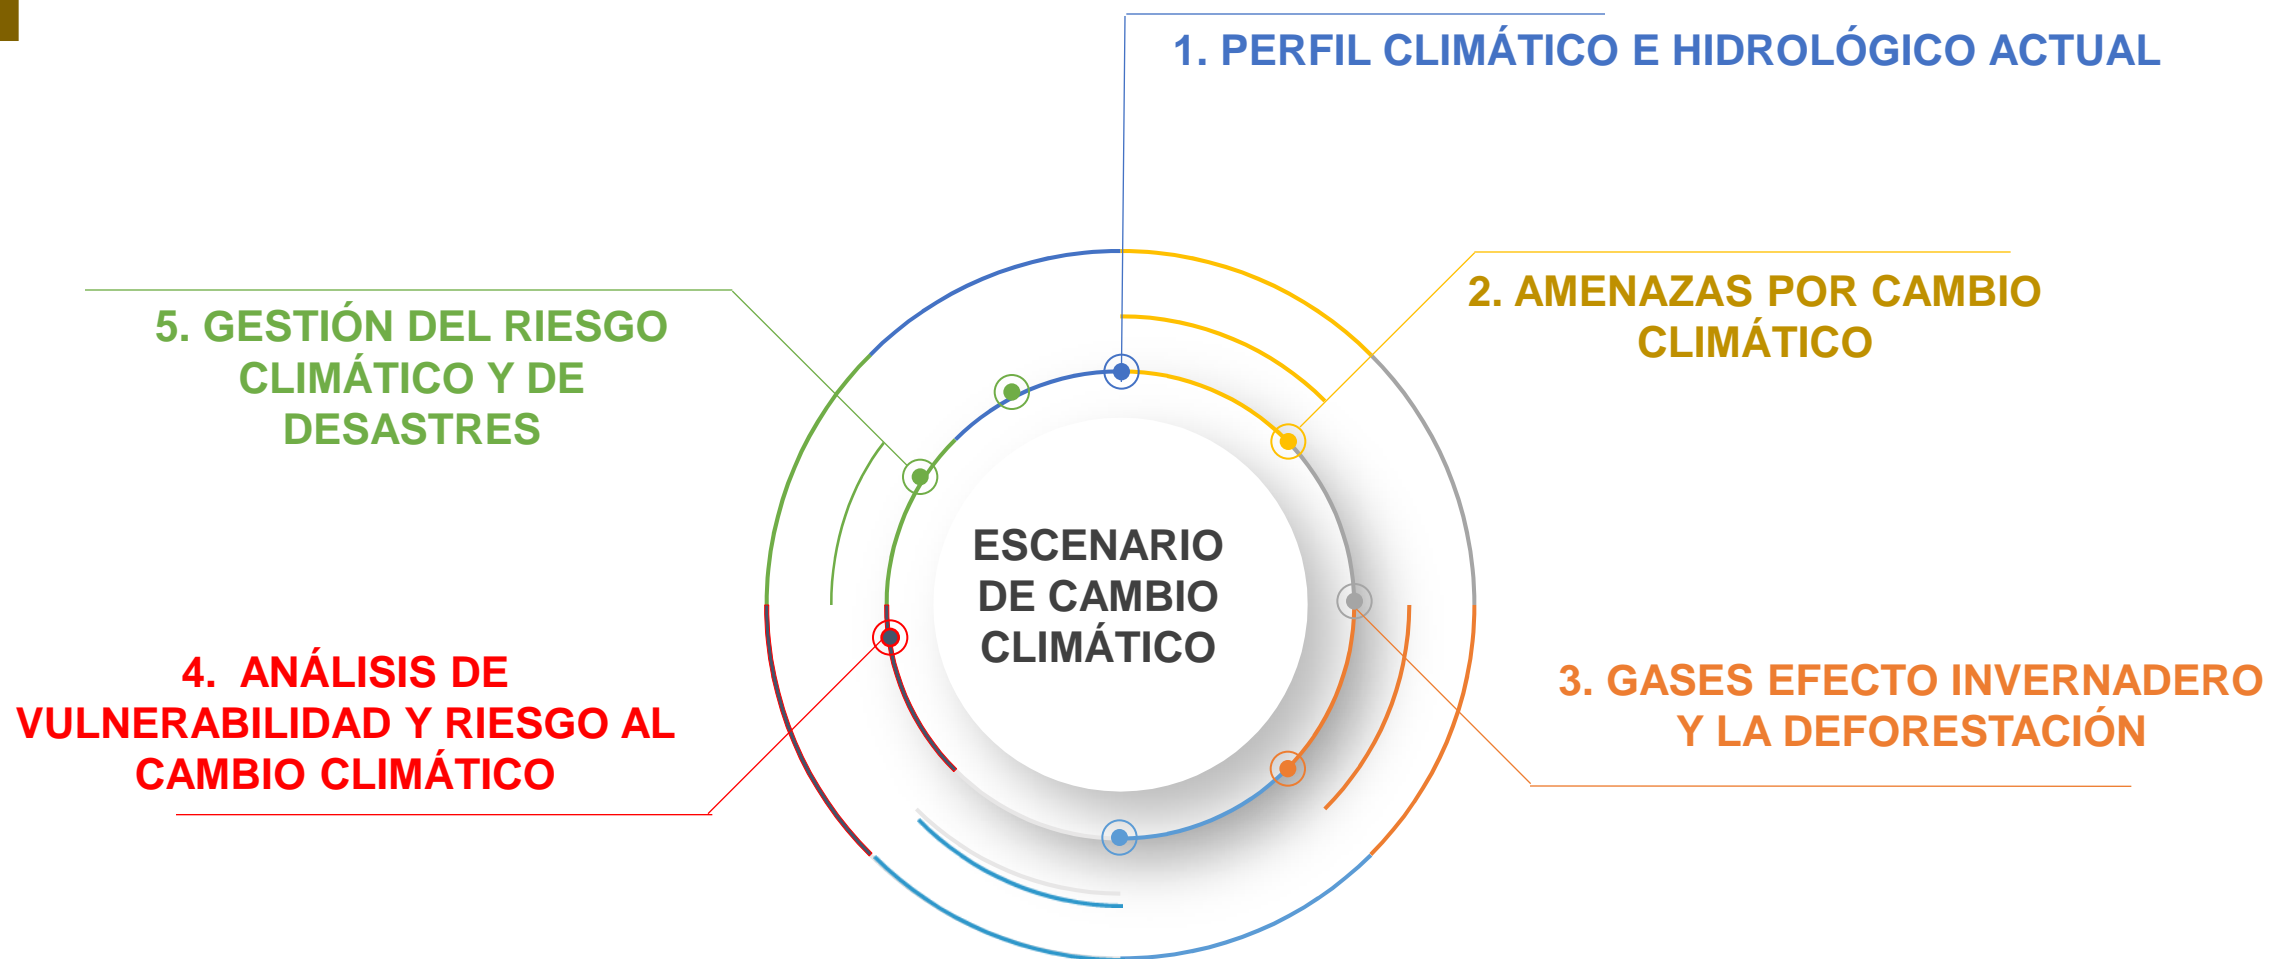 1. PERFIL CLIMÁTICO E HIDROLÓGICO ACTUAL
2. AMENAZAS POR CAMBIO
CLIMÁTICO
3. GASES EFECTO INVERNADERO
Y LA DEFORESTACIÓN
4. ANÁLISIS DE
VULNERABILIDAD Y RIESGO AL
CAMBIO CLIMÁTICO
5. GESTIÓN DEL RIESGO
CLIMÁTICO Y DE
DESASTRES
ESCENARIO
DE CAMBIO
CLIMÁTICO